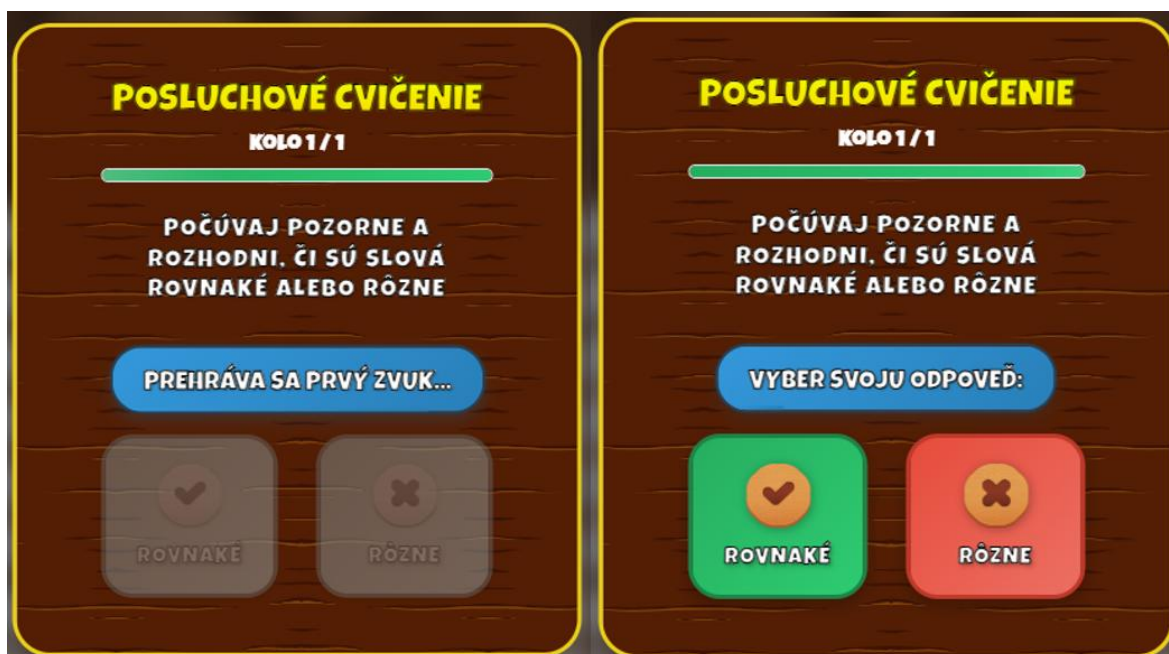 POSLUCHOVÉ CVIČENIE
KOLO 1 / 1
POČÚVAJ POZORNE A
ROZHODNI, ČI SÚ SLOVÁ
ROVNAKÉ ALEBO RÔZNE
PREHRÁVA SA PRVÝ ZVUK...
ROVNAKÉ
RÔZNE
POSLUCHOVÉ CVIČENIE
KOLO 1 / 1
POČÚVAJ POZORNE A
ROZHODNI, ČI SÚ SLOVÁ
ROVNAKÉ ALEBO RÔZNE
VYBER SVOJU ODPOVEĎ:
ROVNAKÉ
RÔZNE